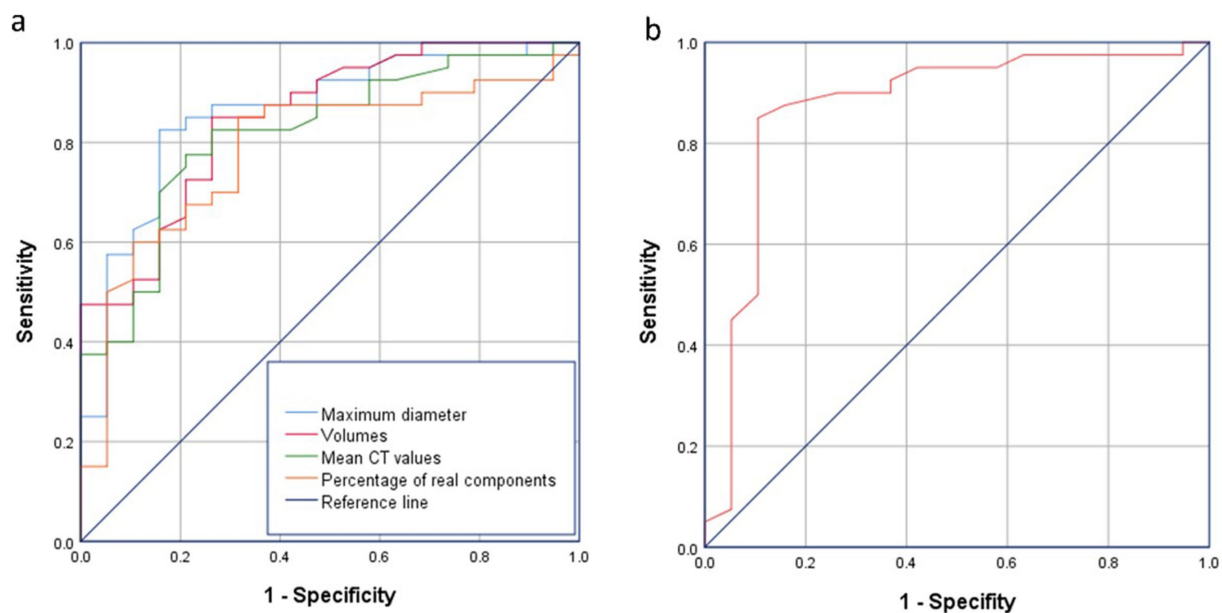 a
1.0
0.8
0.6
0.4
0.2
0.0
Sensitivity
Maximum diameter
Volumes
Mean CT values
Percentage of real components
Reference line
0.0 0.2 0.4 0.6 0.8 1.0
1 - Specificity
b
1.0
0.8
0.6
0.4
0.2
0.0
Sensitivity
0.0 0.2 0.4 0.6 0.8 1.0
1 - Specifity